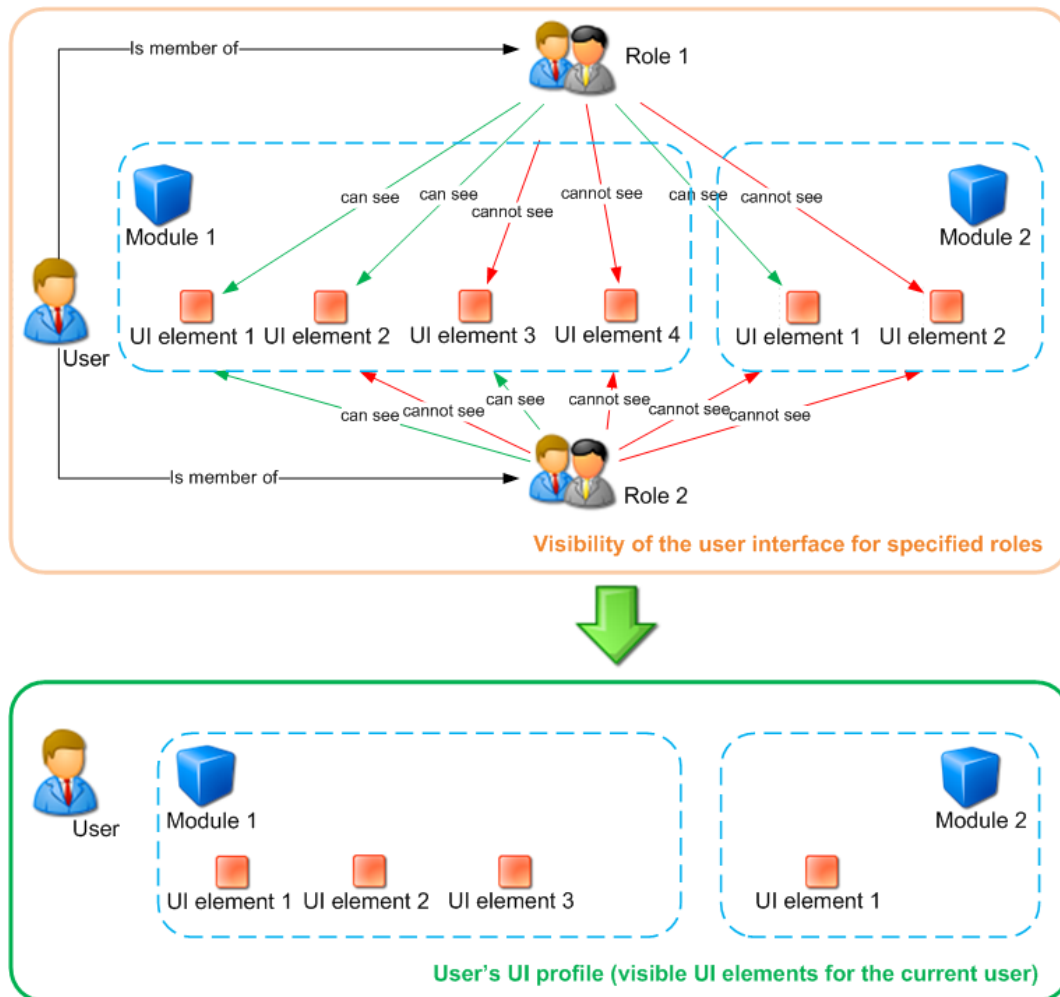 Is member of
Role 1
can see
can see
cannot see
cannot see
can see
cannot see
Module 1
Module 2
User
UI element 1
UI element 2
UI element 3
UI element 4
UI element 1
UI element 2
can see
cannot see
can see
cannot see
cannot see
cannot see
Is member of
Role 2
Visibility of the user interface for specified roles
User
Module 1
Module 2
UI element 1
UI element 2
UI element 3
UI element 1
User's UI profile (visible UI elements for the current user)